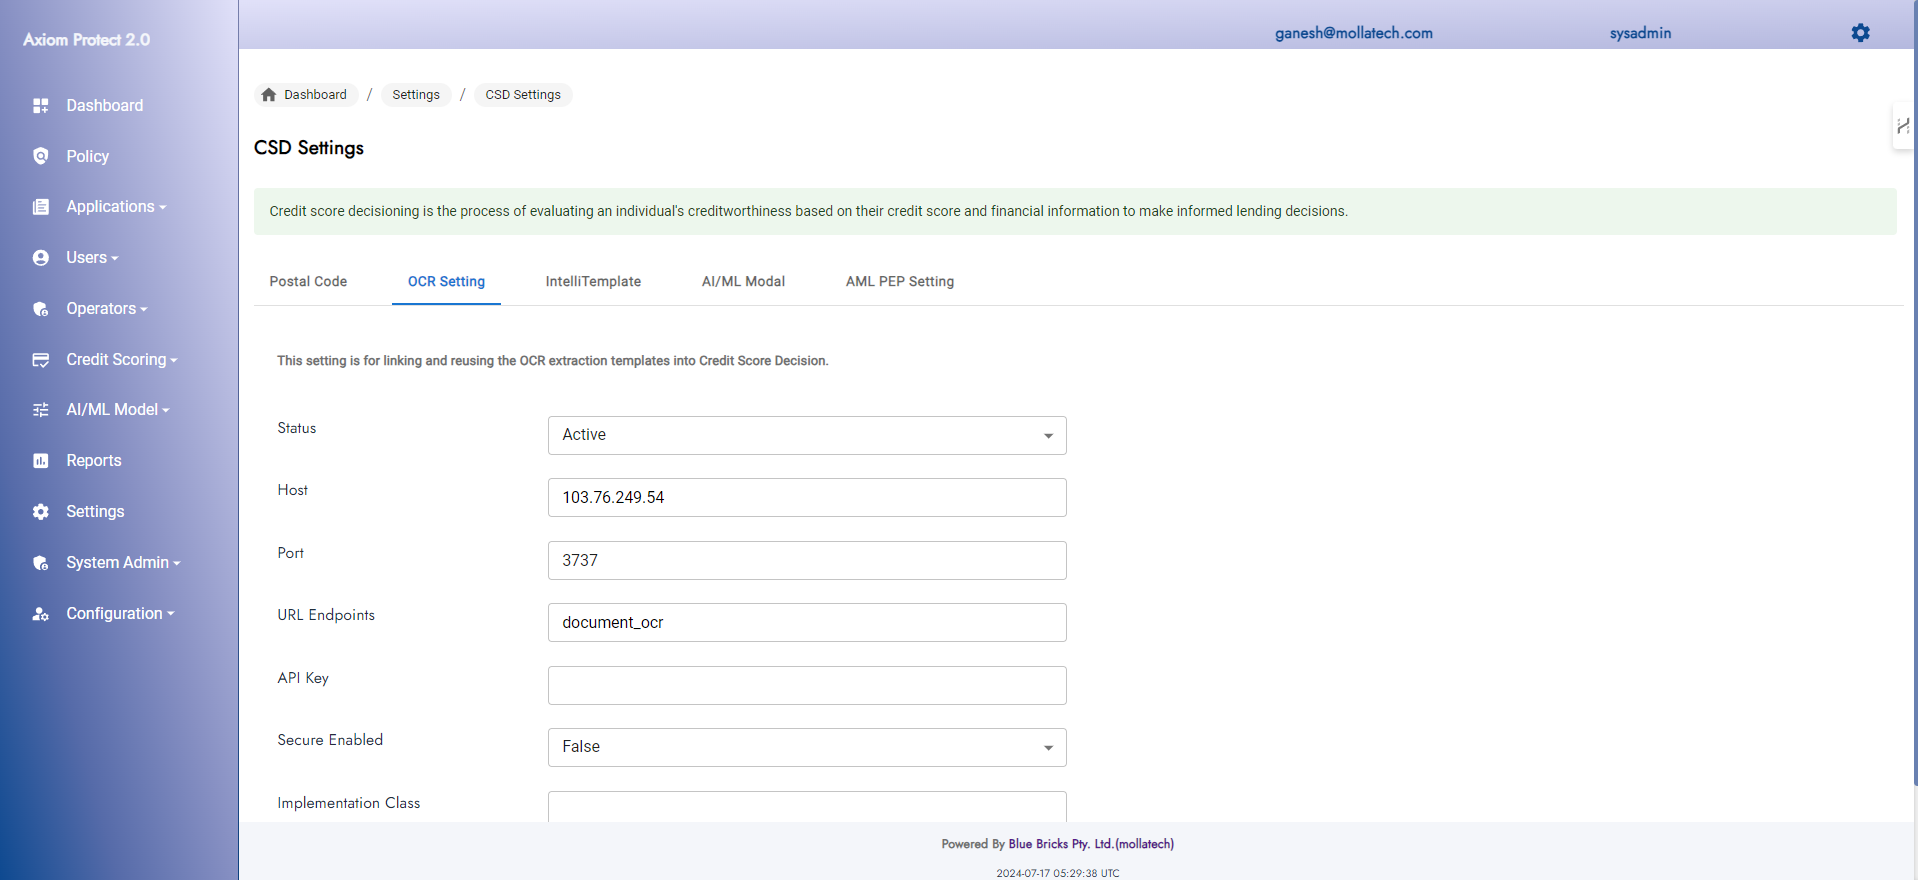 Axiom Protect 2.0
ganesh@mollatech.com
sysadmin
Dashboard
Policy
Applications
Users
Operators
Credit Scoring
AI/ML Model
Reports
Settings
System Admin
Configuration
Dashboard / Settings / CSD Settings
CSD Settings
Credit score decisioning is the process of evaluating an individual's creditworthiness based on their credit score and financial information to make informed lending decisions.
Postal Code
OCR Setting
IntelliTemplate
AI/ML Modal
AML PEP Setting
This setting is for linking and reusing the OCR extraction templates into Credit Score Decision.
Status
Active
Host
103.76.249.54
Port
3737
URL Endpoints
document_ocr
API Key
Secure Enabled
False
Implementation Class
Powered By Blue Bricks Pty. Ltd.(mollatech)
2024-07-17 05:29:38 UTC